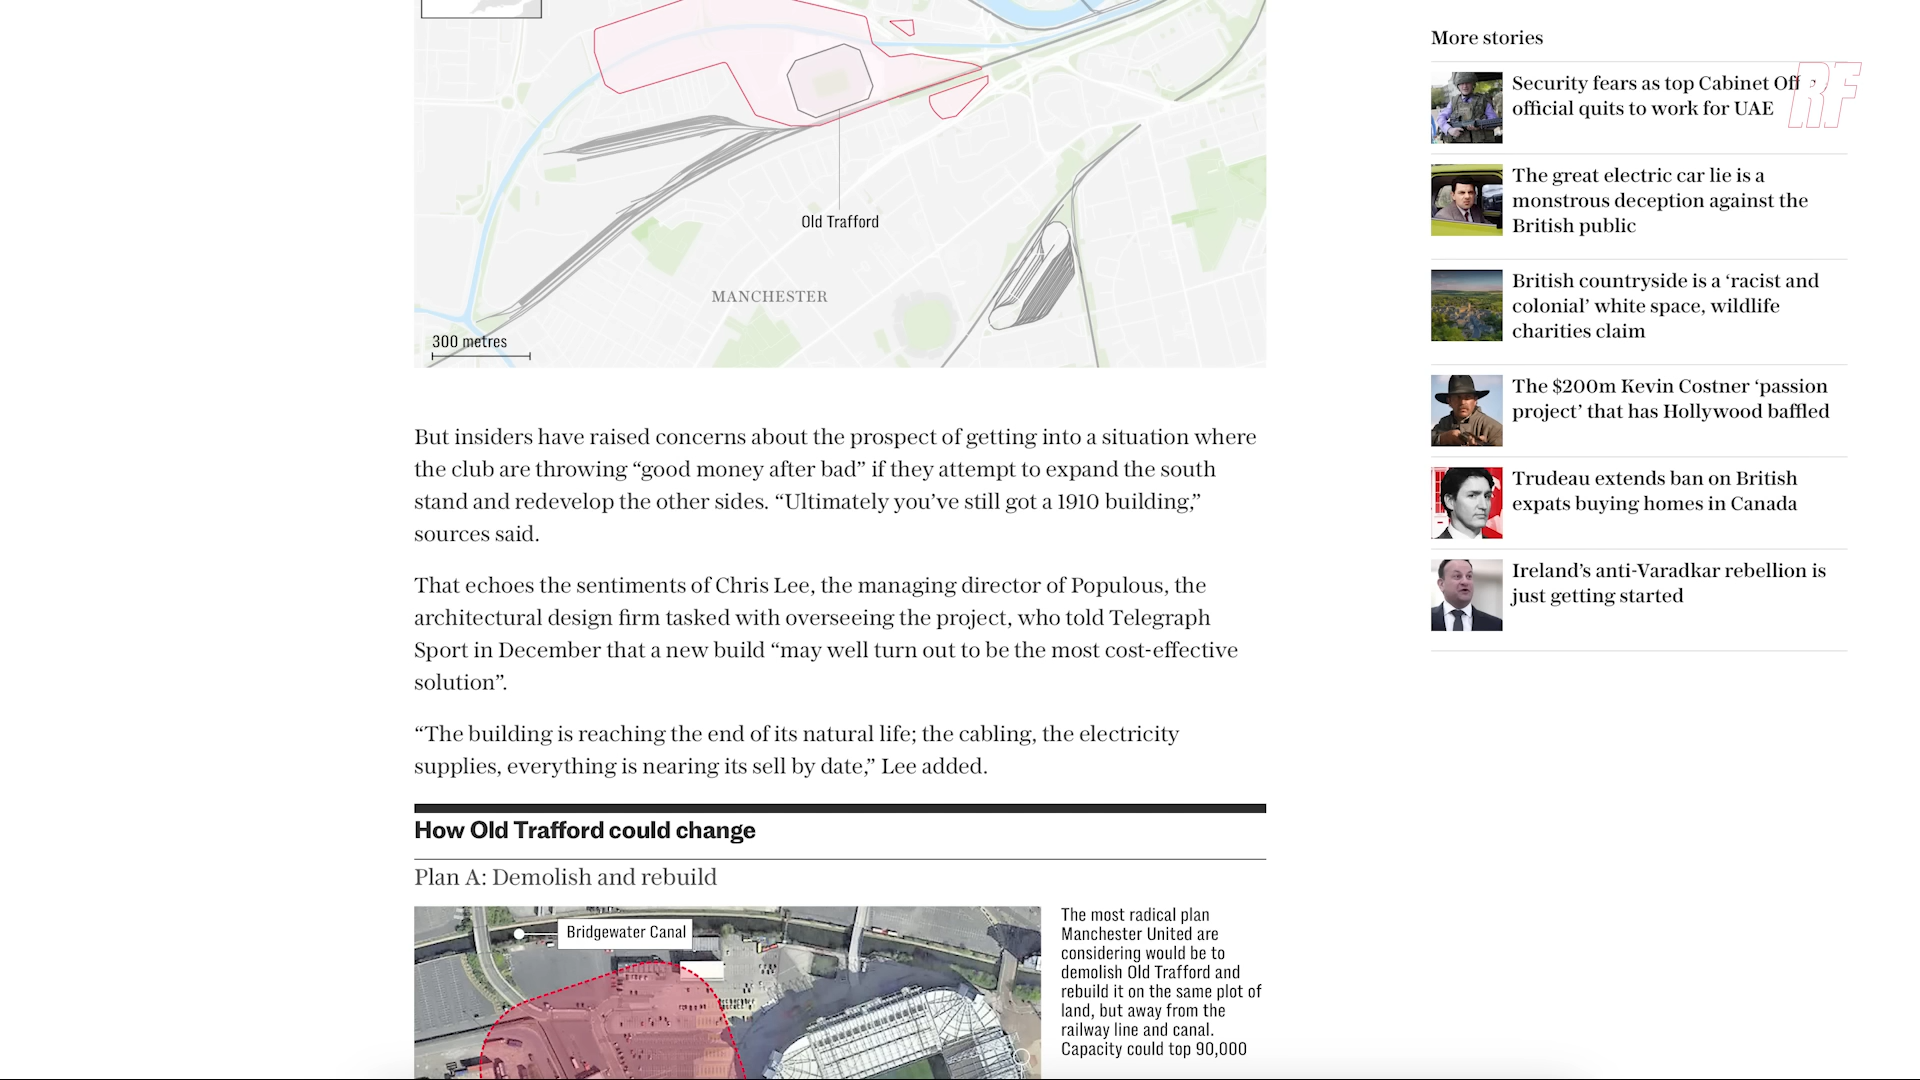 Old Trafford
MANCHESTER
300 metres
But insiders have raised concerns about the prospect of getting into a situation where
the club are throwing “good money after bad” if they attempt to expand the south
stand and redevelop the other sides. “Ultimately you’ve still got a 1910 building,”
sources said.
That echoes the sentiments of Chris Lee, the managing director of Populous, the
architectural design firm tasked with overseeing the project, who told Telegraph
Sport in December that a new build “may well turn out to be the most cost-effective
solution”.
“The building is reaching the end of its natural life; the cabling, the electricity
supplies, everything is nearing its sell by date,” Lee added.
How Old Trafford could change
Plan A: Demolish and rebuild
Bridgewater Canal
The most radical plan
Manchester United are
considering would be to
demolish Old Trafford and
rebuild it on the same plot of
land, but away from the
railway line and canal.
Capacity could top 90,000
More stories
RF
Security fears as top Cabinet Off
official quits to work for UAE
The great electric car lie is a
monstrous deception against the
British public
British countryside is a ‘racist and
colonial’ white space, wildlife
charities claim
The $200m Kevin Costner ‘passion
project’ that has Hollywood baffled
Trudeau extends ban on British
expats buying homes in Canada
Ireland’s anti-Varadkar rebellion is
just getting started